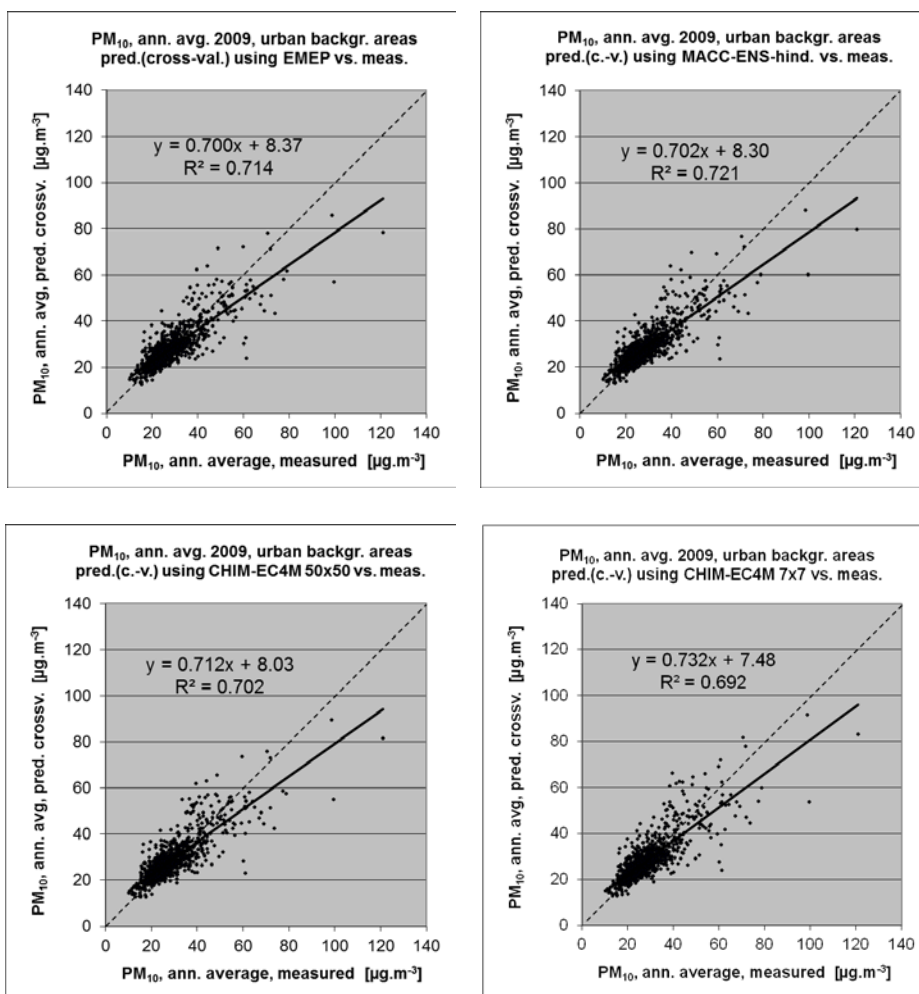 PM₁₀, ann. avg. 2009, urban backgr. areas
pred.(cross-val.) using EMEP vs. meas.
PM₁₀, ann. avg, pred. crossv. [µg.m⁻³]
140
120
100
80
60
40
20
0
y = 0.700x + 8.37
R² = 0.714
0 20 40 60 80 100 120 140
PM₁₀, ann. average, measured [µg.m⁻³]
PM₁₀, ann. avg. 2009, urban backgr. areas
pred.(c.-v.) using MACC-ENS-hind. vs. meas.
PM₁₀, ann. avg, pred. crossv. [µg.m⁻³]
140
120
100
80
60
40
20
0
y = 0.702x + 8.30
R² = 0.721
0 20 40 60 80 100 120 140
PM₁₀, ann. average, measured [µg.m⁻³]
PM₁₀, ann. avg. 2009, urban backgr. areas
pred.(c.-v.) using CHIM-EC4M 50x50 vs. meas.
PM₁₀, ann. avg, pred. crossv. [µg.m⁻³]
140
120
100
80
60
40
20
0
y = 0.712x + 8.03
R² = 0.702
0 20 40 60 80 100 120 140
PM₁₀, ann. average, measured [µg.m⁻³]
PM₁₀, ann. avg. 2009, urban backgr. areas
pred.(c.-v.) using CHIM-EC4M 7x7 vs. meas.
PM₁₀, ann. avg, pred. crossv. [µg.m⁻³]
140
120
100
80
60
40
20
0
y = 0.732x + 7.48
R² = 0.692
0 20 40 60 80 100 120 140
PM₁₀, ann. average, measured [µg.m⁻³]